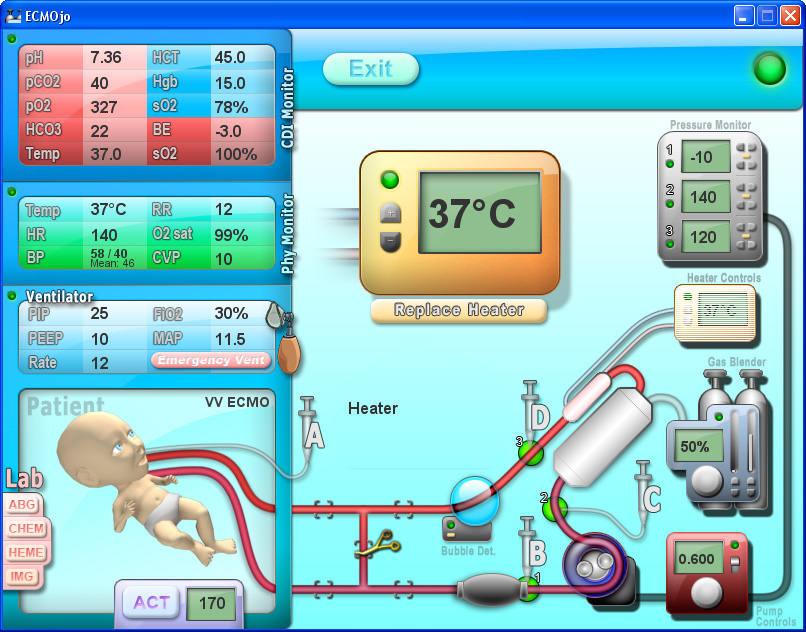 ECMOjo
pH 7.36 HCT 45.0
pCO2 40 Hgb 15.0
pO2 327 sO2 78%
HCO3 22 BE -3.0
Temp 37.0 sO2 100%
CDI Monitor
Temp 37°C RR 12
HR 140 O2 sat 99%
BP 58 / 40 CVP 10
Mean: 46
Phy Monitor
Ventilator
PIP 25 FiO2 30%
PEEP 10 MAP 11.5
Rate 12 Emergency Vent
Patient
VV ECMO
Lab
ABG
CHEM
HEME
IMG
ACT 170
Exit
37°C
+
-
Replace Heater
Heater
Pressure Monitor
1 -10
2 140
3 120
Heater Controls
37°C
Gas Blender
50%
A
D
3
C
2
B
1
Bubble Det.
0.600
Pump
Controls